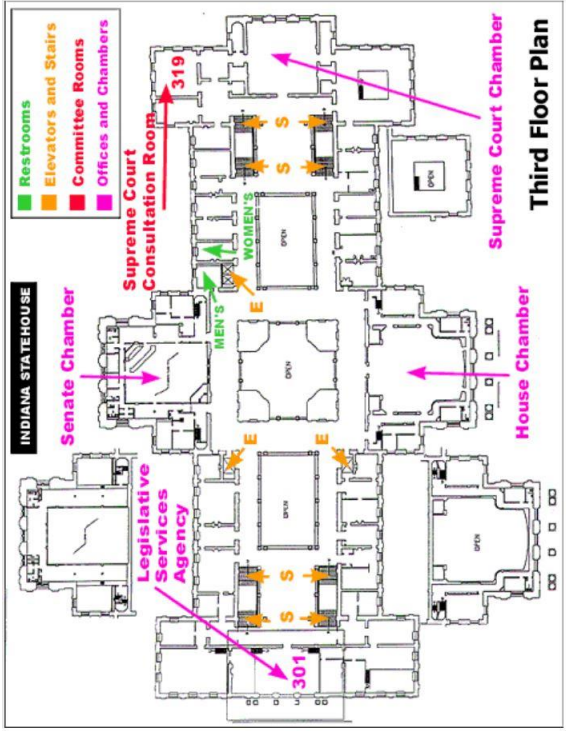 INDIANA STATEHOUSE
Restrooms
Elevators and Stairs
Committee Rooms
Offices and Chambers
Senate Chamber
Supreme Court
Consultation Room
Legislative
Services
Agency
319
MEN'S
WOMEN'S
E
E
S
S
OPEN
OPEN
OPEN
S
S
301
E
OPEN
OPEN
Supreme Court Chamber
House Chamber
Third Floor Plan